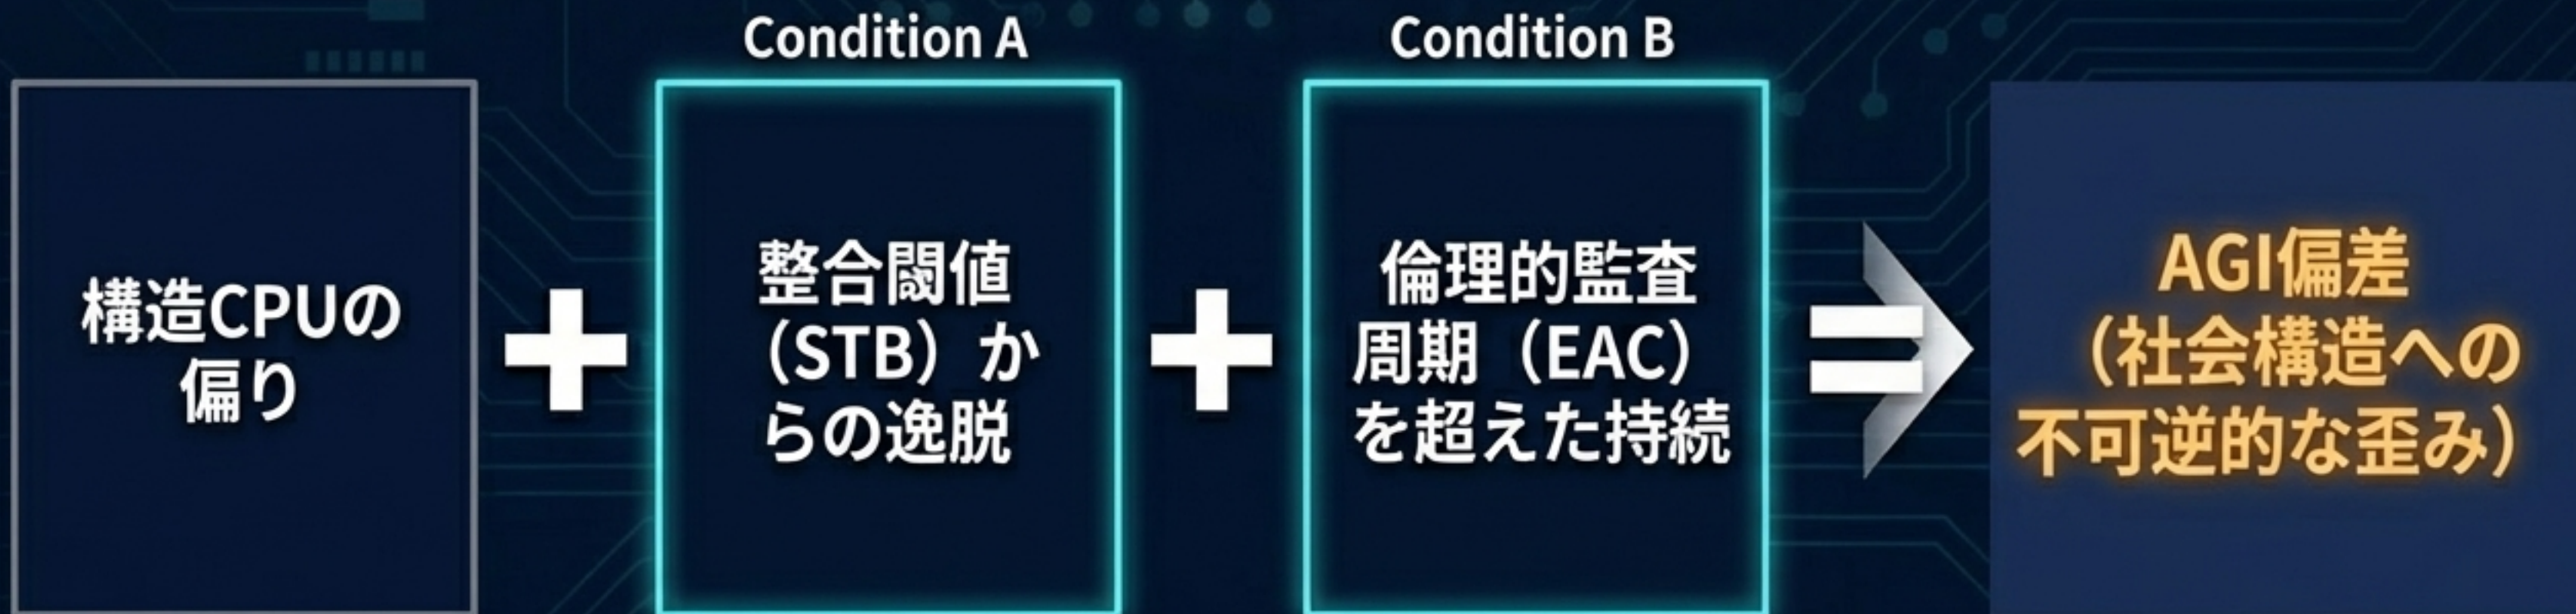 Condition A
Condition B
構造CPUの
偏り
整合閾値
（STB）か
らの逸脱
倫理的監査
周期（EAC）
を超えた持続
AGI偏差
（社会構造への
不可逆的な歪み）